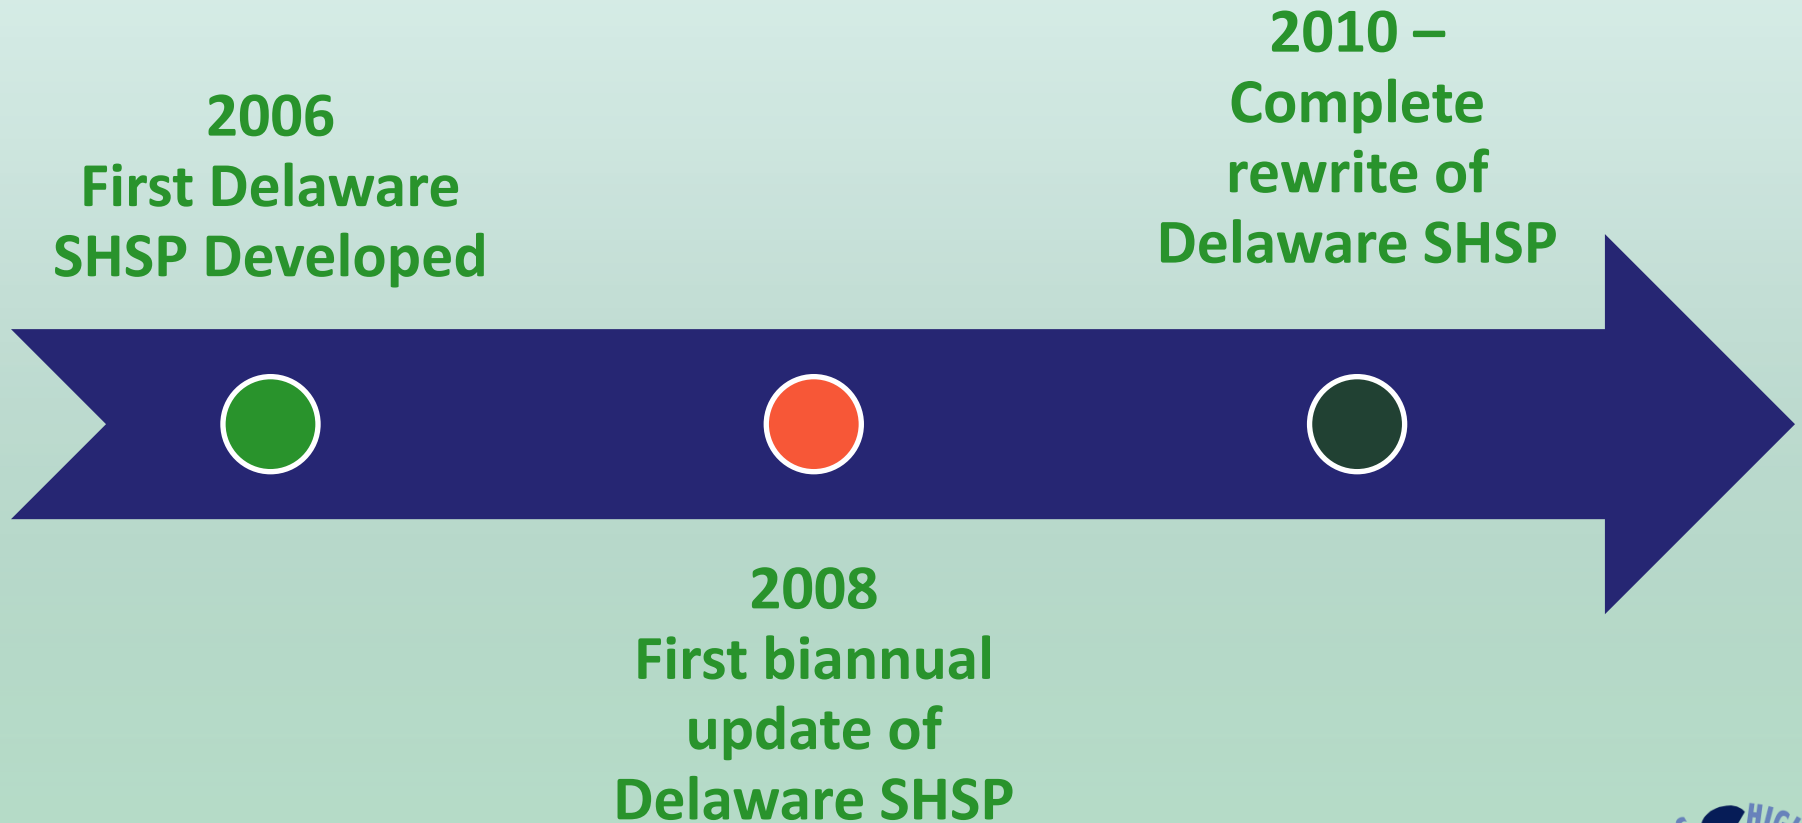 2006
First Delaware
SHSP Developed
2008
First biannual
update of
Delaware SHSP
2010 –
Complete
rewrite of
Delaware SHSP